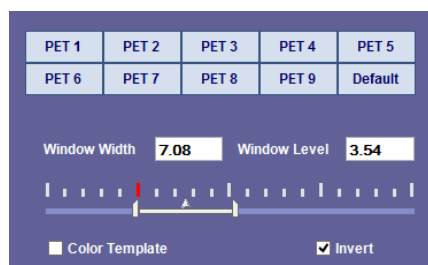 PET 1 PET 2 PET 3 PET 4 PET 5
PET 6 PET 7 PET 8 PET 9 Default
Window Width 7.08 Window Level 3.54
Color Template Invert